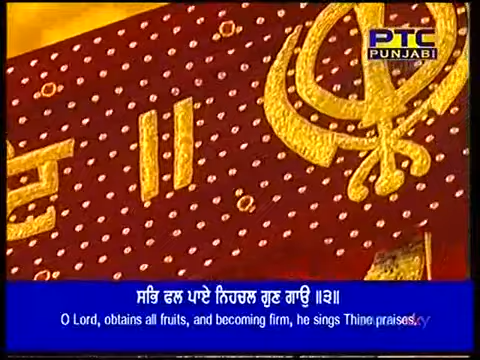 PTC
PUNJABI
॥
ਸਭਿ ਫਲ ਪਾਏ ਨਿਹਚਲ ਗੁਣ ਗਾਉ ॥੩॥
O Lord, obtains all fruits, and becoming firm, he sings Thine praises.